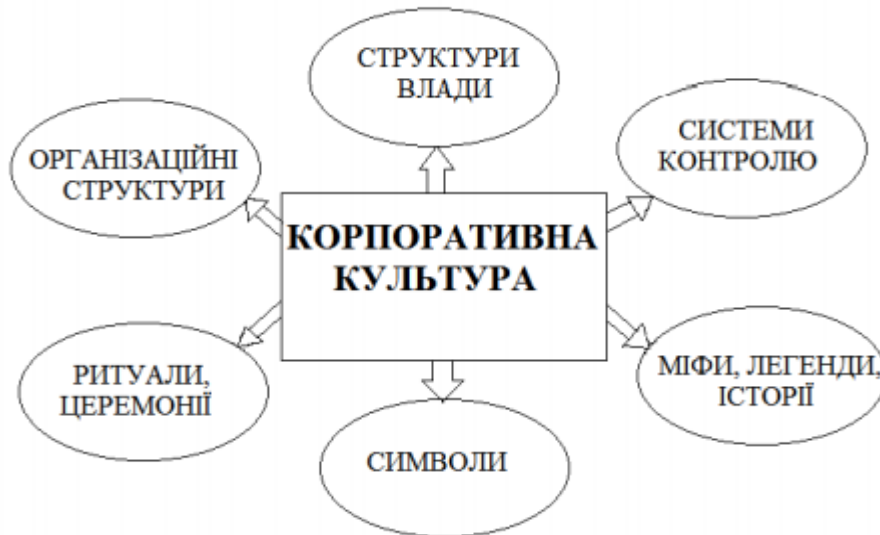 СТРУКТУРИ
ВЛАДИ
СИСТЕМИ
КОНТРОЛЮ
ОРГАНІЗАЦІЙНІ
СТРУКТУРИ
КОРПОРАТИВНА
КУЛЬТУРА
РИТУАЛИ,
ЦЕРЕМОНІЇ
МІФИ, ЛЕГЕНДИ,
ІСТОРІЇ
СИМВОЛИ